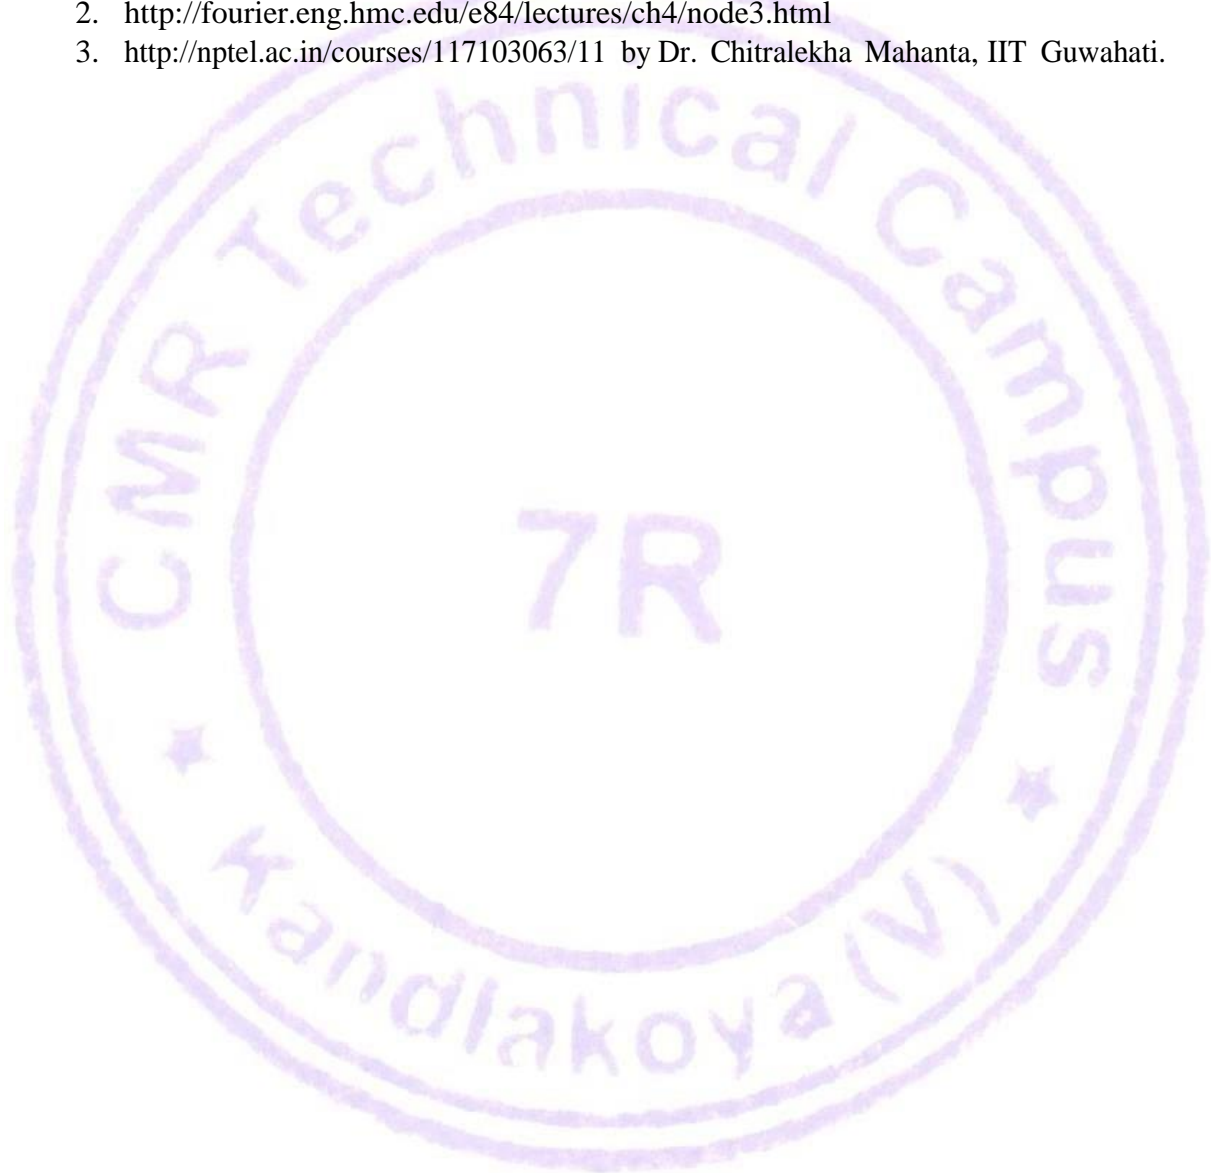 2. http://fourier.eng.hmc.edu/e84/lectures/ch4/node3.html
3. http://nptel.ac.in/courses/117103063/11 by Dr. Chitralekha Mahanta, IIT Guwahati.
CMR Technical Campus
7R
★ Kandlakoya (V) ★